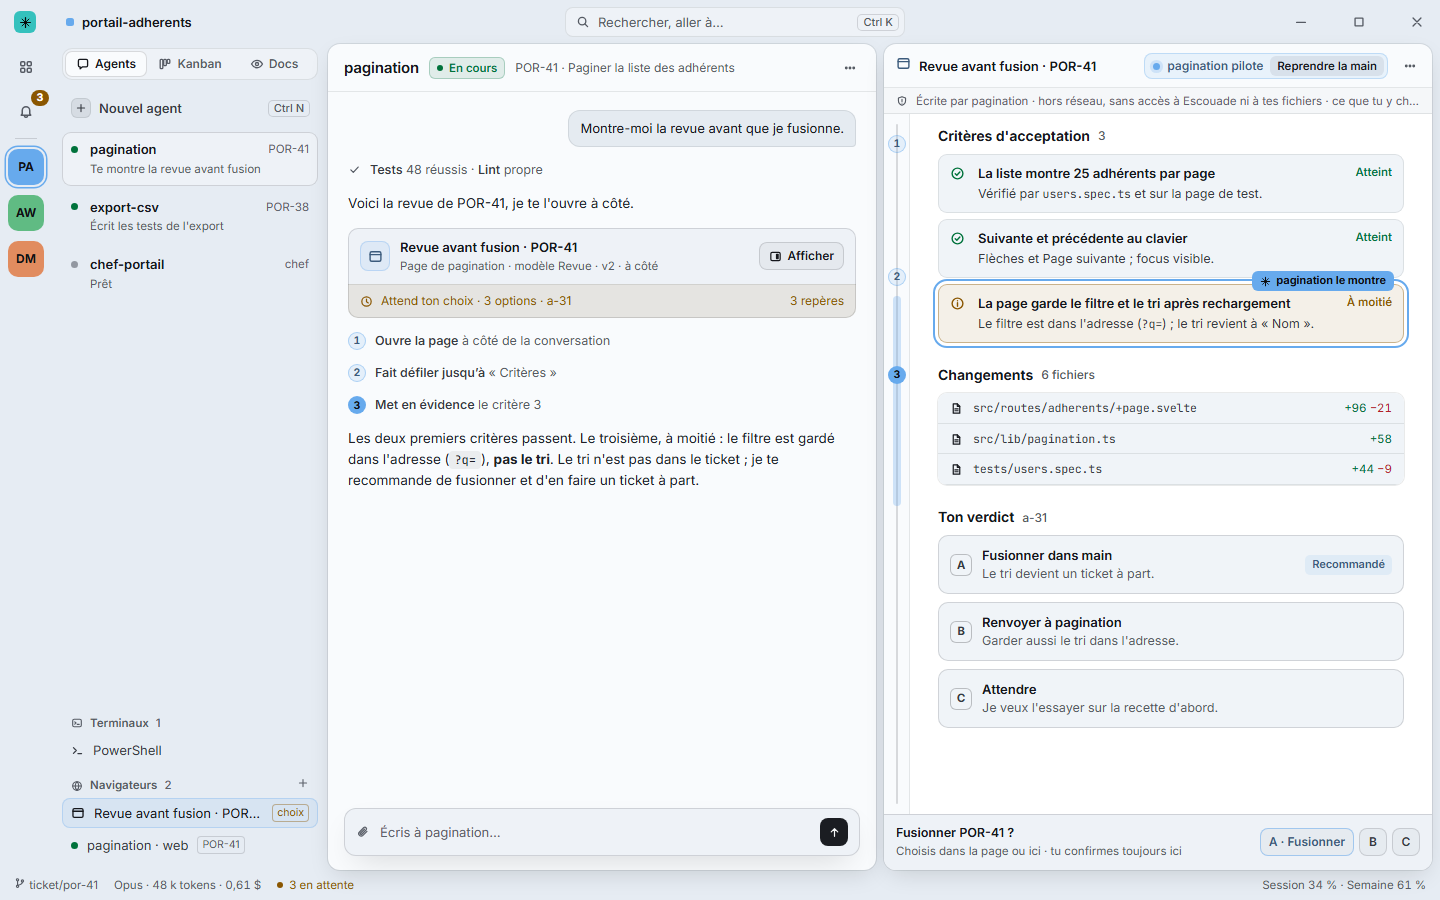 portail-adherents
Rechercher, aller à...
Ctrl K
3
PA
AW
DM
Agents
Kanban
Docs
Nouvel agent
Ctrl N
pagination
POR-41
Te montre la revue avant fusion
export-csv
POR-38
Écrit les tests de l'export
chef-portail
chef
Prêt
Terminaux 1
PowerShell
Navigateurs 2
Revue avant fusion · POR...
choix
pagination · web
POR-41
pagination
En cours
POR-41 · Paginer la liste des adhérents
Montre-moi la revue avant que je fusionne.
Tests 48 réussis · Lint propre
Voici la revue de POR-41, je te l'ouvre à côté.
Revue avant fusion · POR-41
Page de pagination · modèle Revue · v2 · à côté
Afficher
Attend ton choix · 3 options · a-31
3 repères
1 Ouvre la page à côté de la conversation
2 Fait défiler jusqu'à « Critères »
3 Met en évidence le critère 3
Les deux premiers critères passent. Le troisième, à moitié : le filtre est gardé
dans l'adresse ( ?q= ), pas le tri. Le tri n'est pas dans le ticket ; je te
recommande de fusionner et d'en faire un ticket à part.
Écris à pagination...
Revue avant fusion · POR-41
pagination pilote
Reprendre la main
Écrite par pagination · hors réseau, sans accès à Escouade ni à tes fichiers · ce que tu y ch...
1
2
3
Critères d'acceptation 3
La liste montre 25 adhérents par page
Atteint
Vérifié par users.spec.ts et sur la page de test.
Suivante et précédente au clavier
Atteint
Flèches et Page suivante ; focus visible.
pagination le montre
La page garde le filtre et le tri après rechargement
À moitié
Le filtre est dans l'adresse (?q=) ; le tri revient à « Nom ».
Changements 6 fichiers
src/routes/adherents/+page.svelte
+96 −21
src/lib/pagination.ts
+58
tests/users.spec.ts
+44 −9
Ton verdict a-31
A
Fusionner dans main
Le tri devient un ticket à part.
Recommandé
B
Renvoyer à pagination
Garder aussi le tri dans l'adresse.
C
Attendre
Je veux l'essayer sur la recette d'abord.
Fusionner POR-41 ?
Choisis dans la page ou ici · tu confirmes toujours ici
A · Fusionner
B
C
ticket/por-41
Opus · 48 k tokens · 0,61 $
3 en attente
Session 34 % · Semaine 61 %